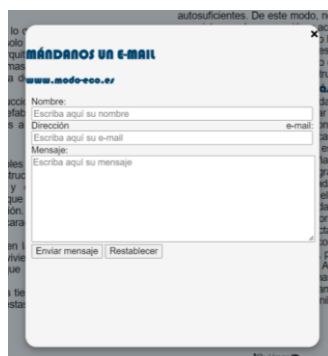 autosuficientes. De este modo, n
×
MÁNDANOS UN E-MAIL
www.modo-eco.es
Nombre:
Escriba aquí su nombre
Dirección e-mail:
Escriba aquí su e-mail
Mensaje:
Escriba aquí su mensaje
Enviar mensaje Restablecer